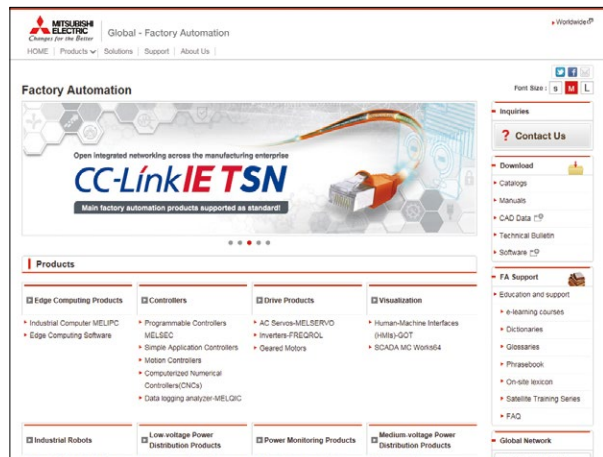 MITSUBISHI
ELECTRIC
Changes for the Better
Global - Factory Automation
Worldwide
HOME Products Solutions Support About Us
Factory Automation
Font Size : S M L
Open integrated networking across the manufacturing enterprise
CC-Link IE TSN
Main factory automation products supported as standard!
Inquiries
? Contact Us
Download
Catalogs
Manuals
CAD Data
Technical Bulletin
Software
Products
Edge Computing Products
Industrial Computer MELIPC
Edge Computing Software
Controllers
Programmable Controllers
MELSEC
Simple Application Controllers
Motion Controllers
Computerized Numerical
Controllers(CNCs)
Data logging analyzer-MELQIC
Drive Products
AC Servos-MELSERVO
Inverters-FREQROL
Geared Motors
Visualization
Human-Machine Interfaces
(HMIs)-GOT
SCADA MC Works64
FA Support
Education and support
e-learning courses
Dictionaries
Glossaries
Phrasebook
On-site lexicon
Satellite Training Series
FAQ
Industrial Robots
Low-voltage Power
Distribution Products
Power Monitoring Products
Medium-voltage Power
Distribution Products
Global Network